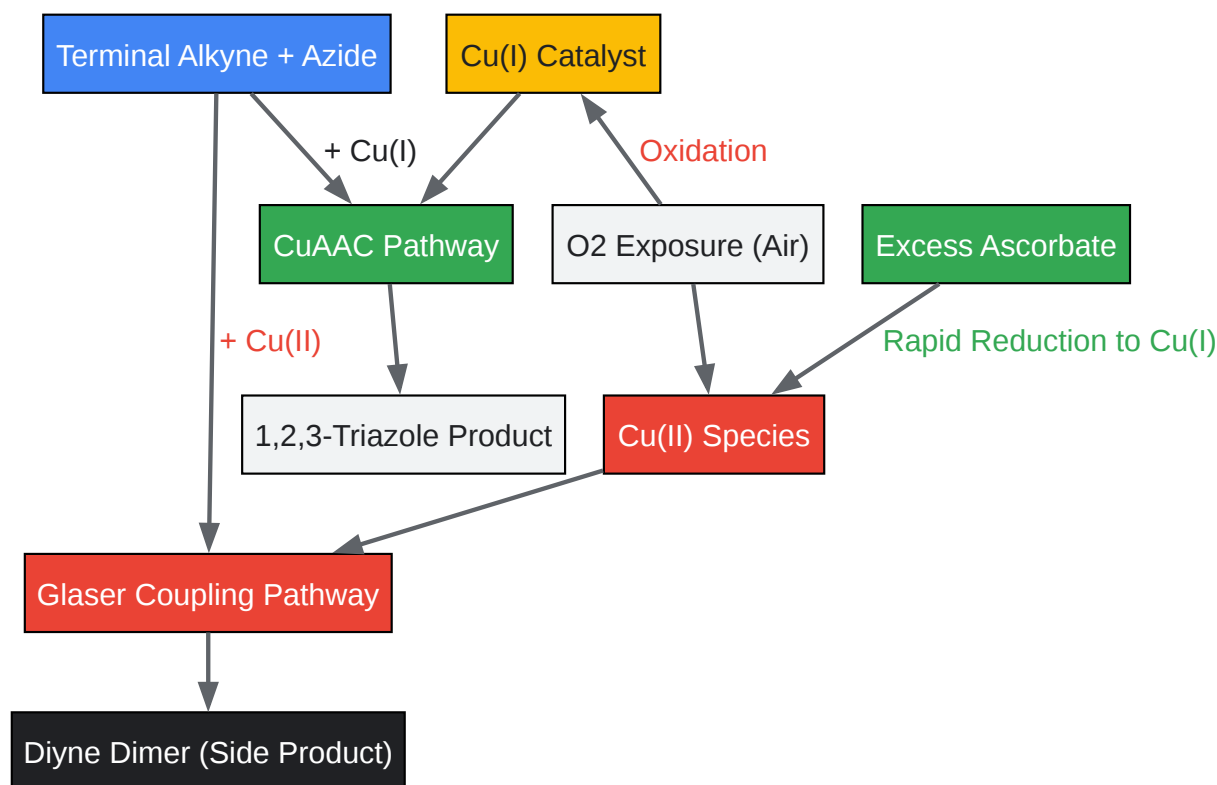 Terminal Alkyne + Azide
Cu(I) Catalyst
+ Cu(I)
Oxidation
CuAAC Pathway
O2 Exposure (Air)
Excess Ascorbate
+ Cu(II)
Rapid Reduction to Cu(I)
1,2,3-Triazole Product
Cu(II) Species
Glaser Coupling Pathway
Diyne Dimer (Side Product)